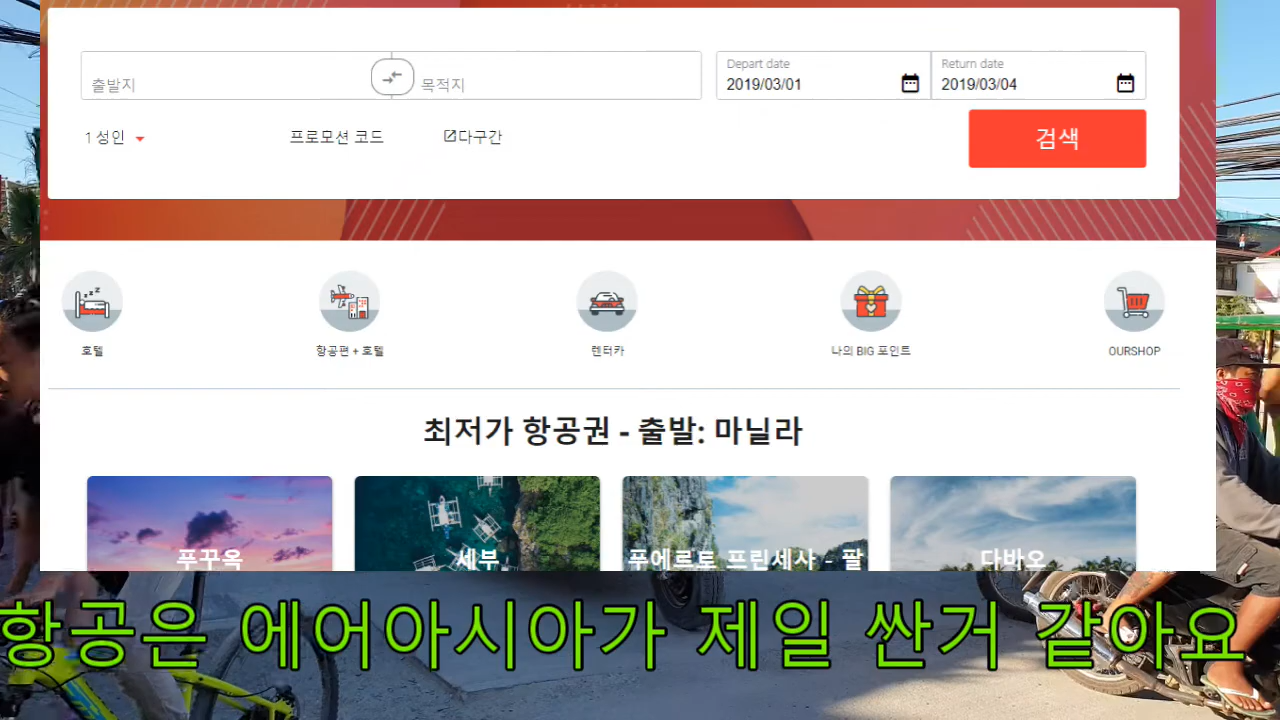 출발지
목적지
Depart date
2019/03/01
Return date
2019/03/04
1 성인
프로모션 코드
다구간
검색
호텔
항공편 + 호텔
렌터카
나의 BIG 포인트
OURSHOP
최저가 항공권 - 출발: 마닐라
푸꾸옥
세부
푸에르토 프린세사 - 팔
다바오
항공은 에어아시아가 제일 싼거 같아요